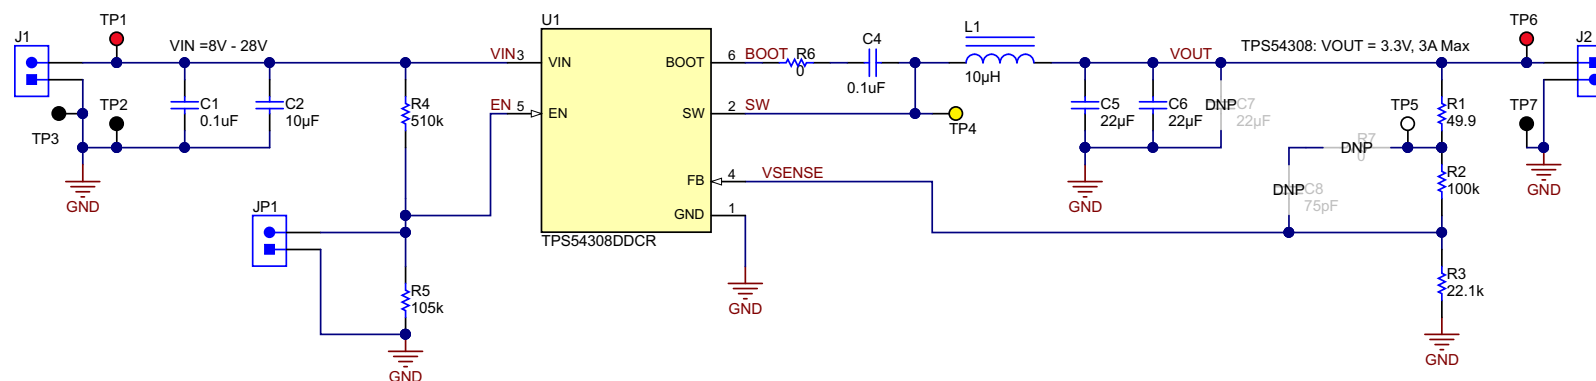 J1
TP1
VIN =8V - 28V
TP3
TP2
C1
0.1uF
C2
10µF
GND
R4
510k
JP1
R5
105k
GND
U1
VIN
3
VIN
EN
5
EN
BOOT
6
BOOT
SW
2
SW
FB
4
VSENSE
GND
1
TPS54308DDCR
GND
R6
0
C4
0.1uF
L1
10µH
TP4
VOUT
TPS54308: VOUT = 3.3V, 3A Max
C5
22µF
C6
22µF
DNP
C7
22µF
GND
DNP
R7
0
DNP
C8
75pF
TP5
R1
49.9
R2
100k
R3
22.1k
GND
TP6
J2
TP7
GND